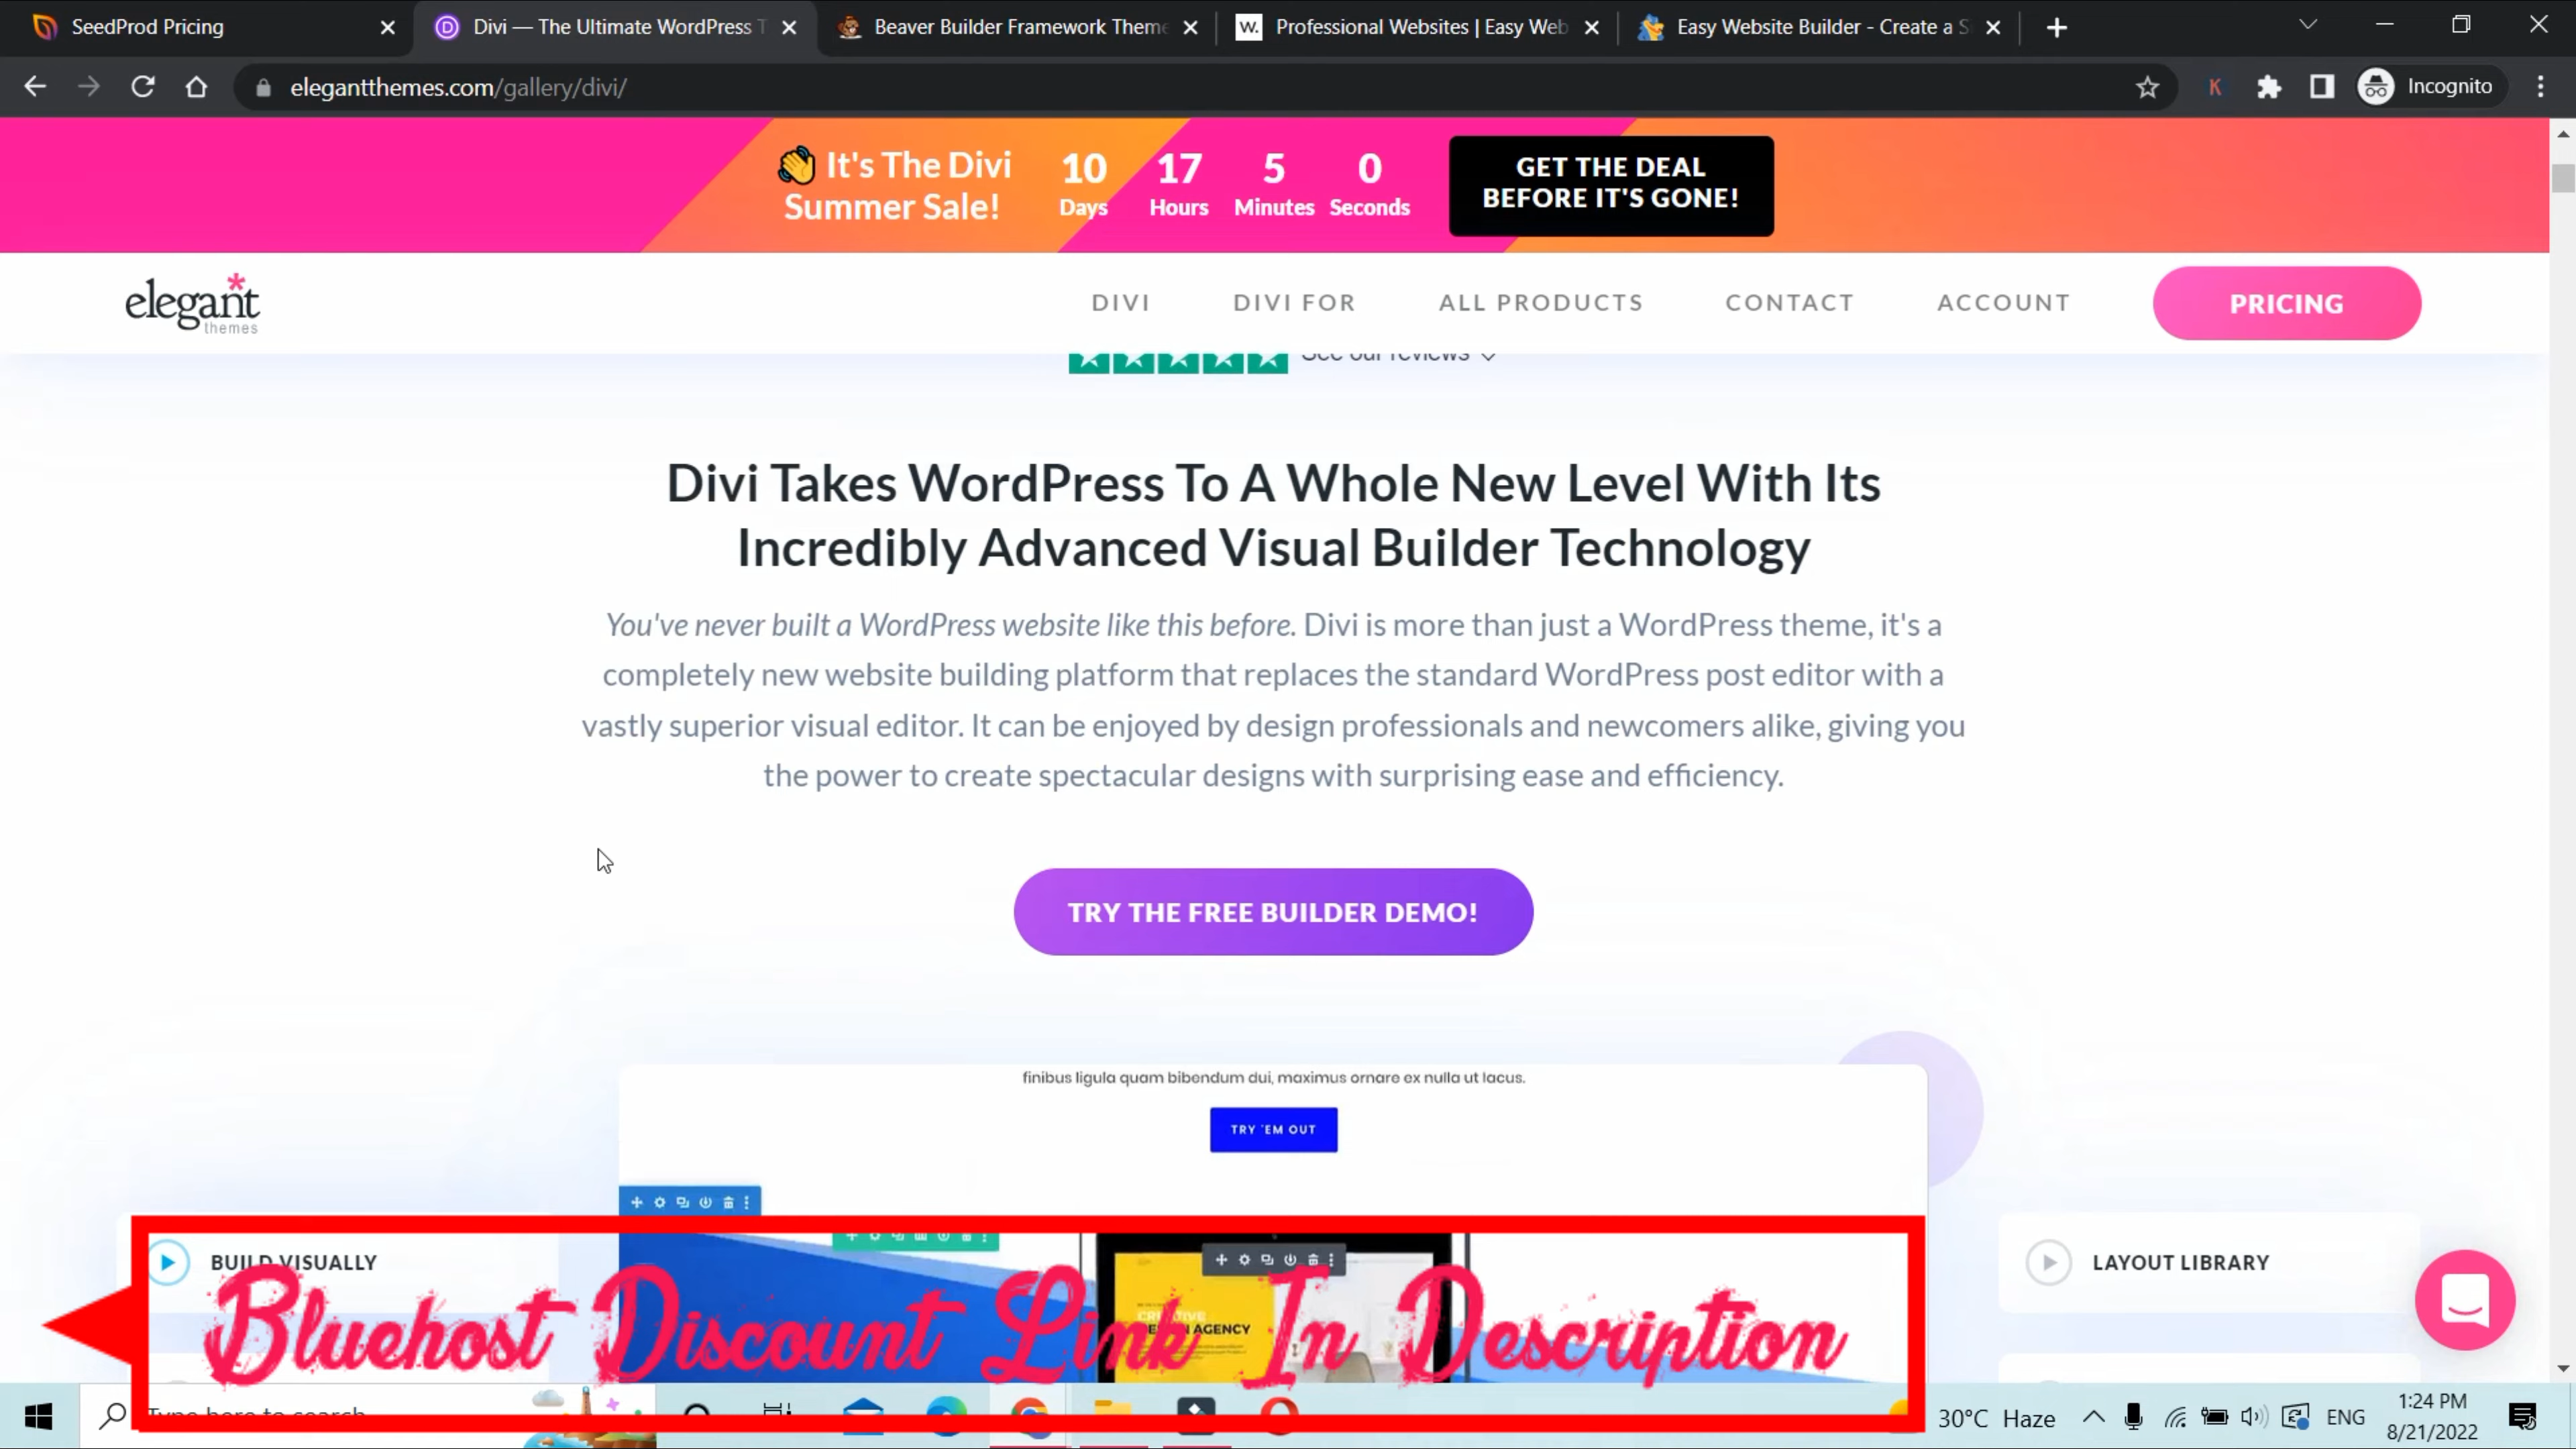 SeedProd Pricing
Divi — The Ultimate WordPress T
Beaver Builder Framework Theme
W. Professional Websites | Easy Web
Easy Website Builder - Create a S
elegantthemes.com/gallery/divi/
K
Incognito
It's The Divi
Summer Sale!
10 17 5 0
Days Hours Minutes Seconds
GET THE DEAL
BEFORE IT'S GONE!
elegant
themes
DIVI DIVI FOR ALL PRODUCTS CONTACT ACCOUNT PRICING
See our reviews
Divi Takes WordPress To A Whole New Level With Its
Incredibly Advanced Visual Builder Technology
You've never built a WordPress website like this before. Divi is more than just a WordPress theme, it's a
completely new website building platform that replaces the standard WordPress post editor with a
vastly superior visual editor. It can be enjoyed by design professionals and newcomers alike, giving you
the power to create spectacular designs with surprising ease and efficiency.
TRY THE FREE BUILDER DEMO!
finibus ligula quam bibendum dui, maximus ornare ex nulla ut lacus.
TRY 'EM OUT
BUILD VISUALLY
LAYOUT LIBRARY
AGENCY
Bluehost Discount Link In Description
Type here to search
30°C Haze
ENG
1:24 PM
8/21/2022